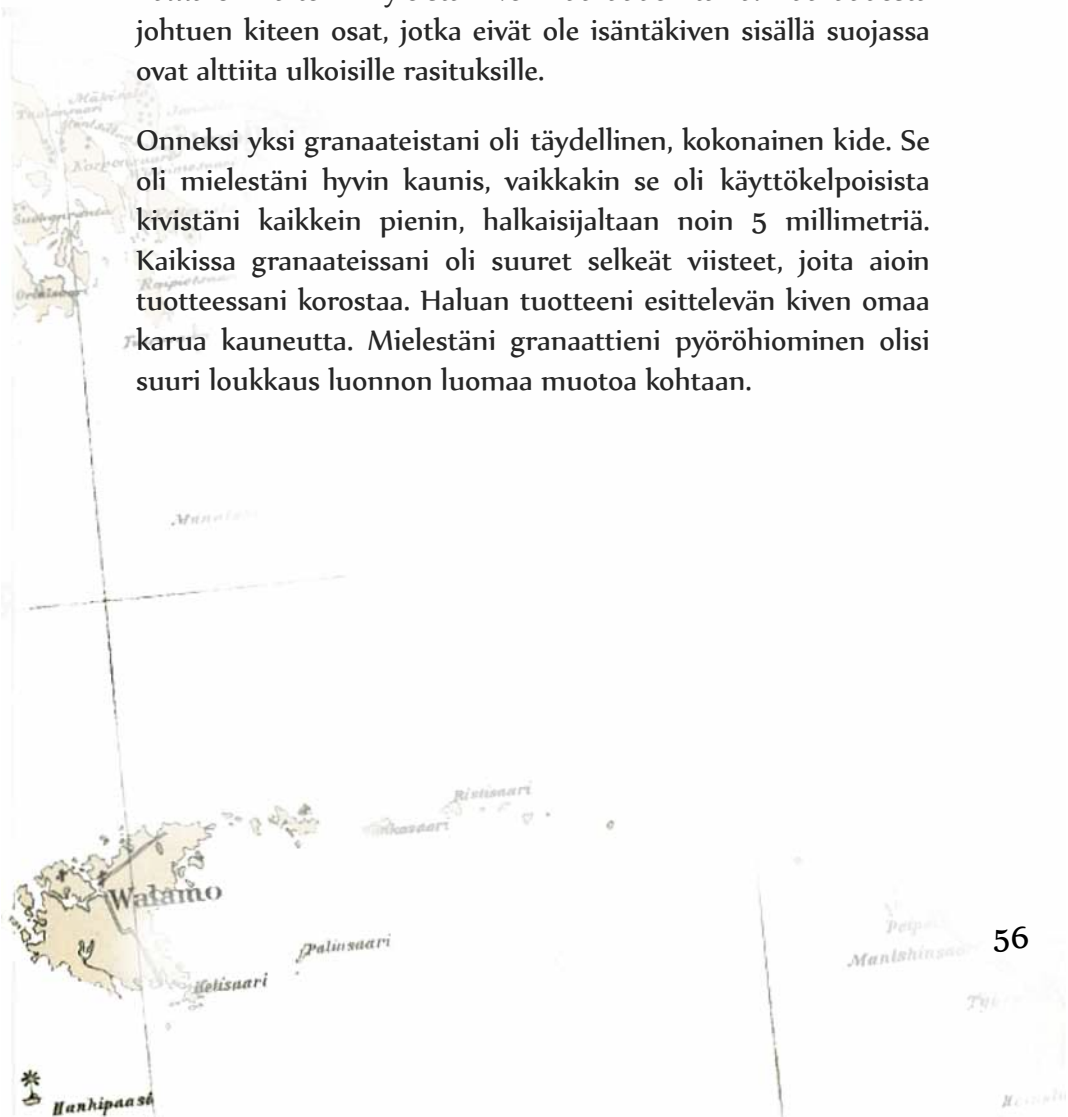 johtuen kiteen osat, jotka eivät ole isäntäkiven sisällä suojassa
ovat alttiita ulkoisille rasituksille.
Onneksi yksi granaateistani oli täydellinen, kokonainen kide. Se
oli mielestäni hyvin kaunis, vaikkakin se oli käyttökelpoisista
kivistäni kaikkein pienin, halkaisijaltaan noin 5 millimetriä.
Kaikissa granaateissani oli suuret selkeät viisteet, joita aioin
tuotteessani korostaa. Haluan tuotteeni esittelevän kiven omaa
karua kauneutta. Mielestäni granaattieni pyöröhiominen olisi
suuri loukkaus luonnon luomaa muotoa kohtaan.
Ristisaari
Walamo
Palinsaari
56
Hankipaasi